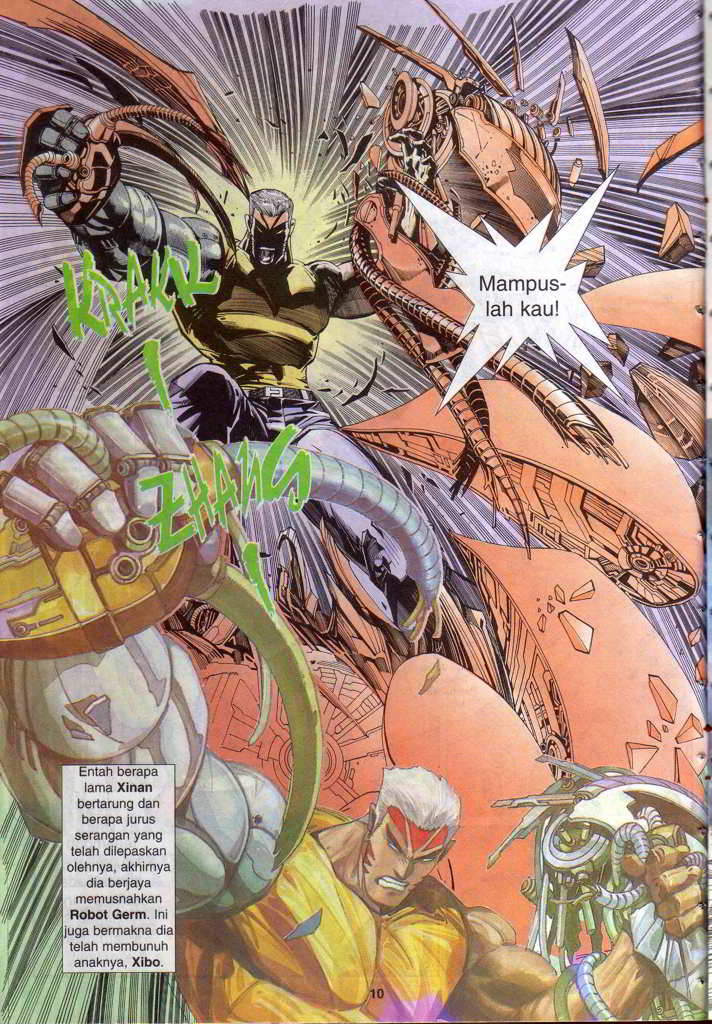 Mampus-
lah kau!
KRAKK
!
ZHANG
!
Entah berapa
lama Xinan
bertarung dan
berapa jurus
serangan yang
telah dilepaskan
olehnya, akhirnya
dia berjaya
memusnahkan
Robot Germ. Ini
juga bermakna dia
telah membunuh
anaknya, Xibo.
10